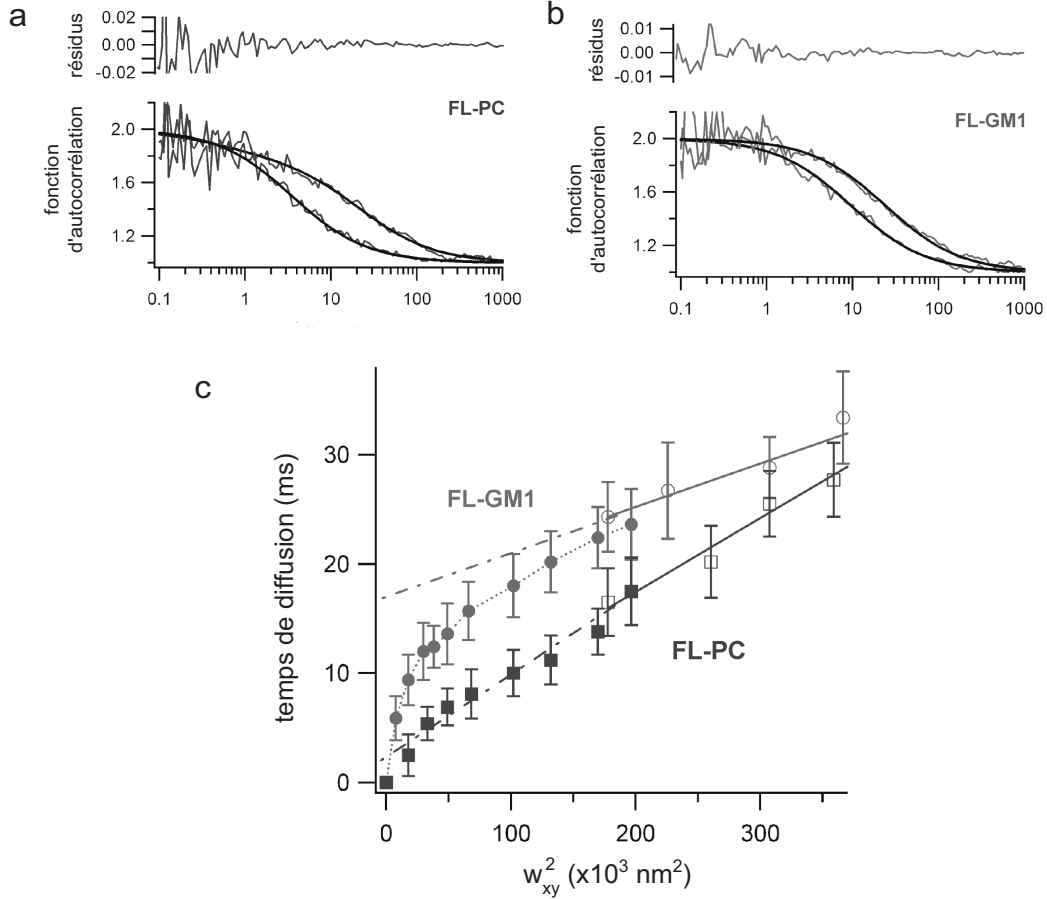 a
résidus
0.02
0.00
-0.02
FL-PC
fonction
d'autocorrélation
2.0
1.6
1.2
0.1 1 10 100 1000
b
résidus
0.01
0.00
-0.01
FL-GM1
fonction
d'autocorrélation
2.0
1.6
1.2
0.1 1 10 100 1000
c
temps de diffusion (ms)
30
20
10
0
FL-GM1
FL-PC
0 100 200 300
w²xy (x10³ nm²)